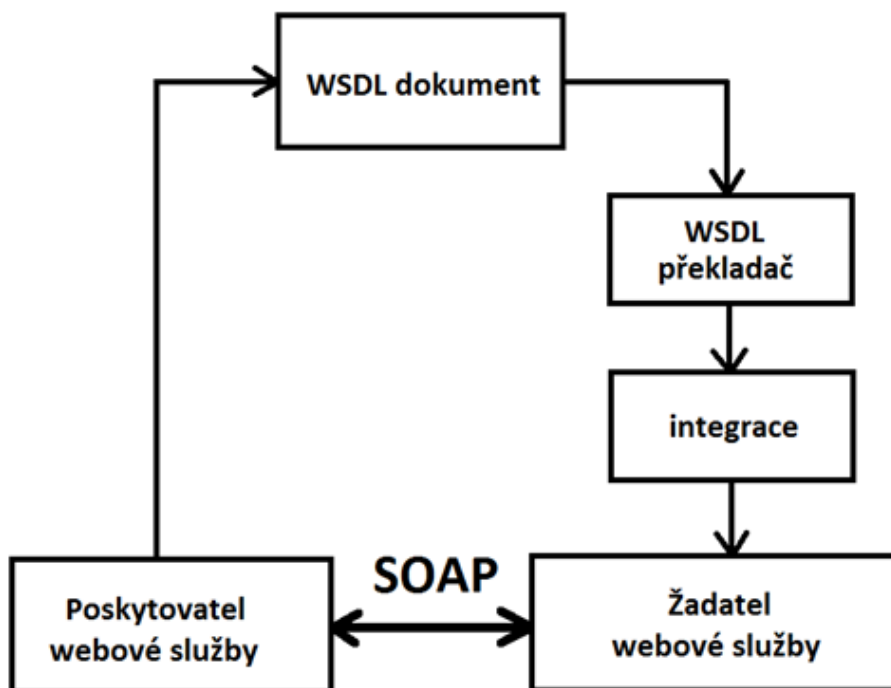 WSDL dokument
WSDL
překladač
integrace
SOAP
Poskytovatel
webové služby
Žadatel
webové služby